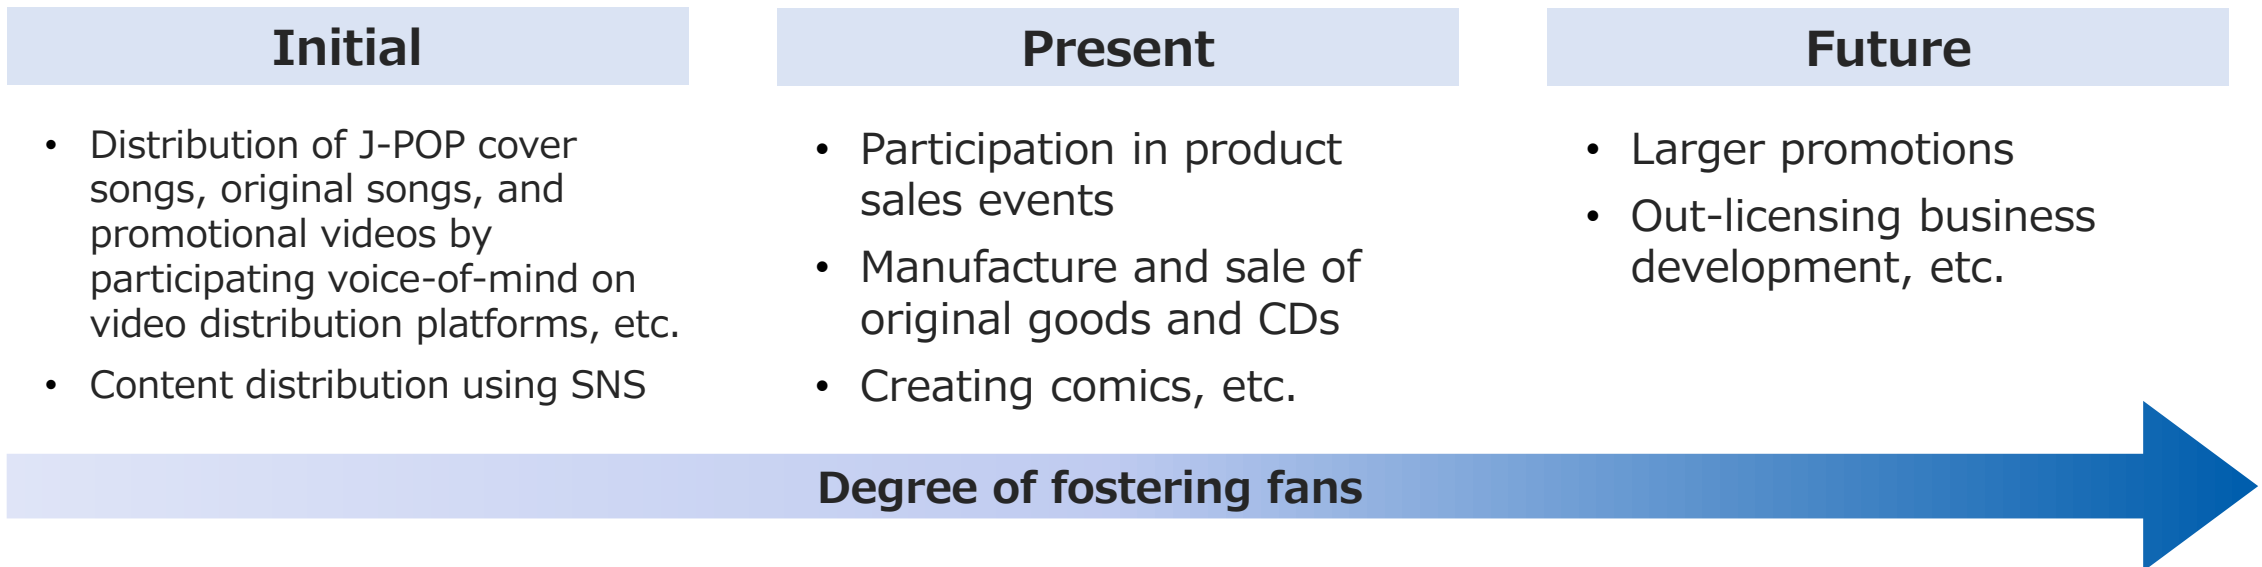 Initial
• Distribution of J-POP cover
songs, original songs, and
promotional videos by
participating voice-of-mind on
video distribution platforms, etc.
• Content distribution using SNS
Present
• Participation in product
sales events
• Manufacture and sale of
original goods and CDs
• Creating comics, etc.
Future
• Larger promotions
• Out-licensing business
development, etc.
Degree of fostering fans